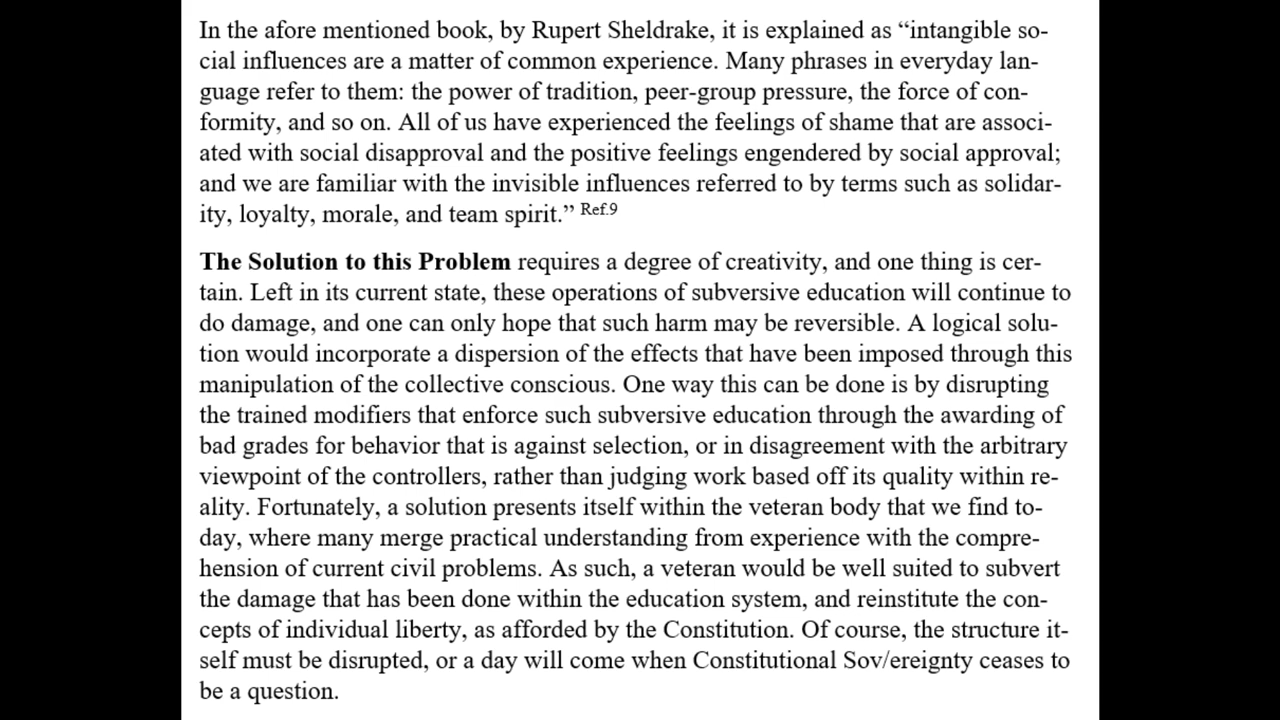 In the afore mentioned book, by Rupert Sheldrake, it is explained as “intangible so-
cial influences are a matter of common experience. Many phrases in everyday lan-
guage refer to them: the power of tradition, peer-group pressure, the force of con-
formity, and so on. All of us have experienced the feelings of shame that are associ-
ated with social disapproval and the positive feelings engendered by social approval;
and we are familiar with the invisible influences referred to by terms such as solidar-
ity, loyalty, morale, and team spirit.” Ref.9
The Solution to this Problem requires a degree of creativity, and one thing is cer-
tain. Left in its current state, these operations of subversive education will continue to
do damage, and one can only hope that such harm may be reversible. A logical solu-
tion would incorporate a dispersion of the effects that have been imposed through this
manipulation of the collective conscious. One way this can be done is by disrupting
the trained modifiers that enforce such subversive education through the awarding of
bad grades for behavior that is against selection, or in disagreement with the arbitrary
viewpoint of the controllers, rather than judging work based off its quality within re-
ality. Fortunately, a solution presents itself within the veteran body that we find to-
day, where many merge practical understanding from experience with the compre-
hension of current civil problems. As such, a veteran would be well suited to subvert
the damage that has been done within the education system, and reinstitute the con-
cepts of individual liberty, as afforded by the Constitution. Of course, the structure it-
self must be disrupted, or a day will come when Constitutional Sov/ereignty ceases to
be a question.